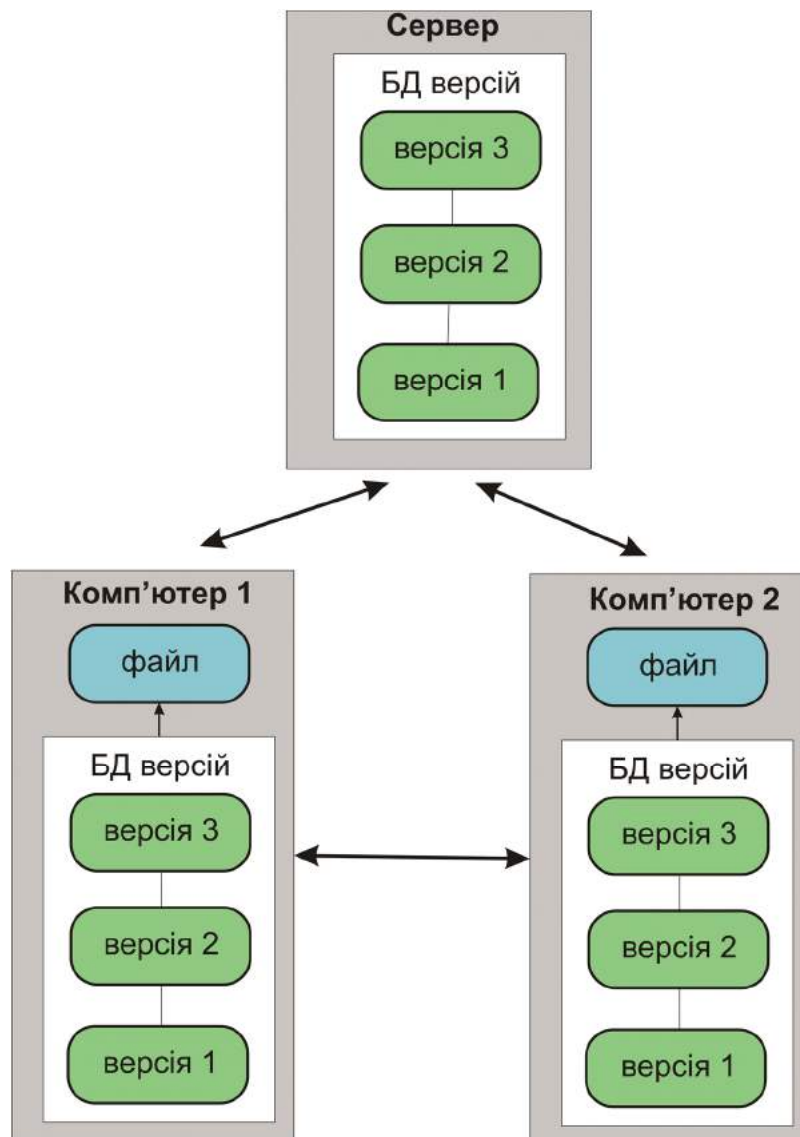 Сервер
БД версій
версія 3
версія 2
версія 1
Комп’ютер 1
файл
БД версій
версія 3
версія 2
версія 1
Комп’ютер 2
файл
БД версій
версія 3
версія 2
версія 1